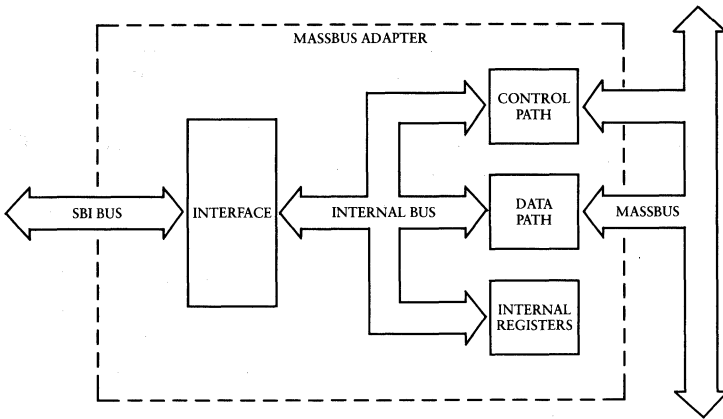 MASSBUS ADAPTER
CONTROL
PATH
SBI BUS
INTERFACE
INTERNAL BUS
DATA
PATH
MASSBUS
INTERNAL
REGISTERS